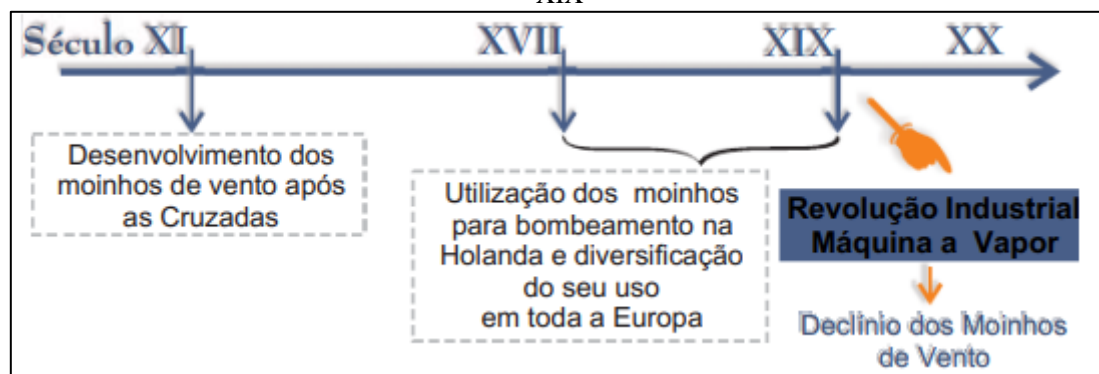 XIX
Século XI
XVII
XIX
XX
Desenvolvimento dos
moinhos de vento após
as Cruzadas
Utilização dos moinhos
para bombeamento na
Holanda e diversificação
do seu uso
em toda a Europa
Revolução Industrial
Máquina a Vapor
Declínio dos Moinhos
de Vento